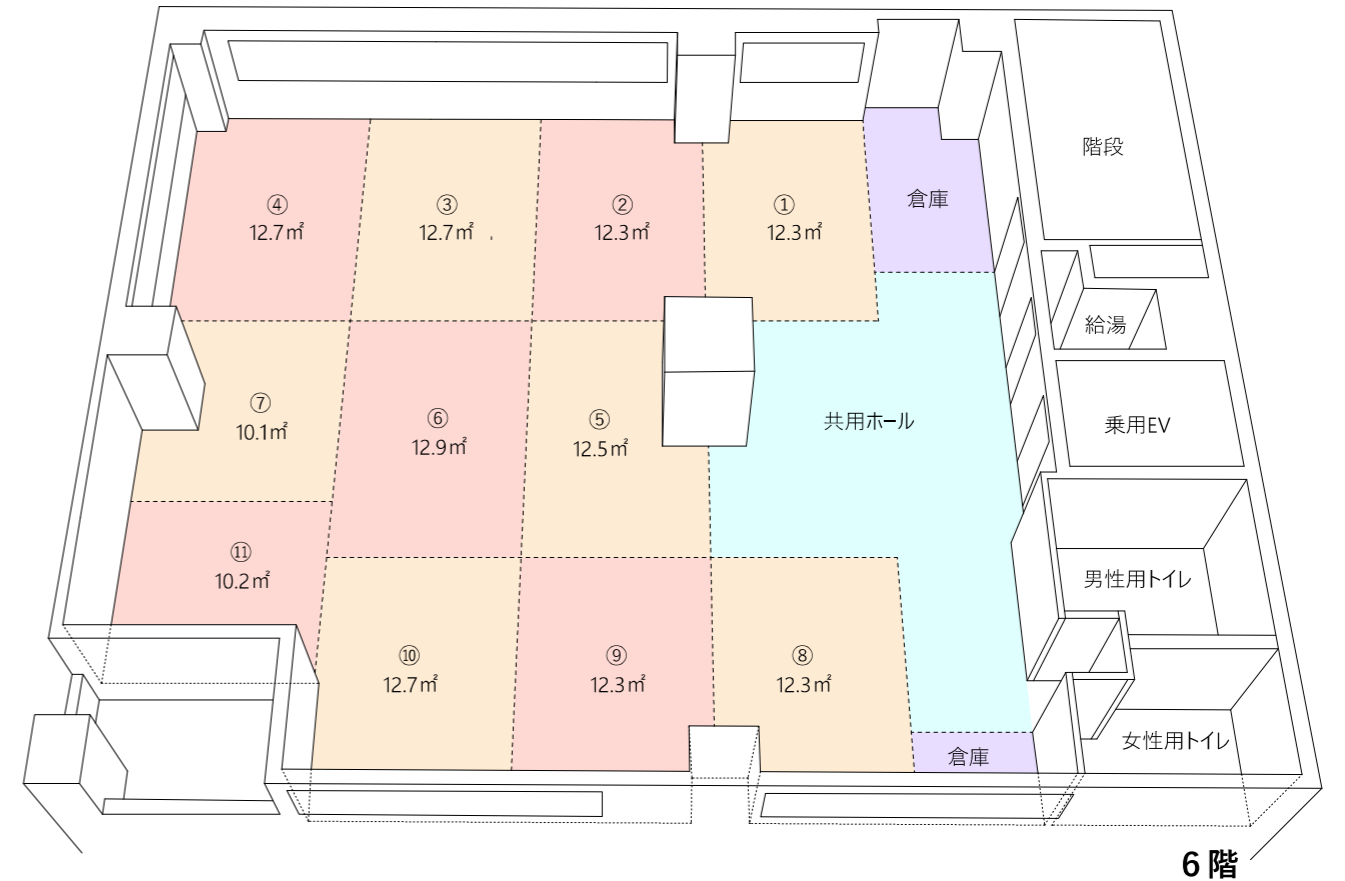 階段
倉庫
④
12.7㎡
③
12.7㎡
②
12.3㎡
①
12.3㎡
給湯
⑦
10.1㎡
⑥
12.9㎡
⑤
12.5㎡
共用ホール
乗用EV
⑪
10.2㎡
男性用トイレ
⑩
12.7㎡
⑨
12.3㎡
⑧
12.3㎡
女性用トイレ
倉庫
6階